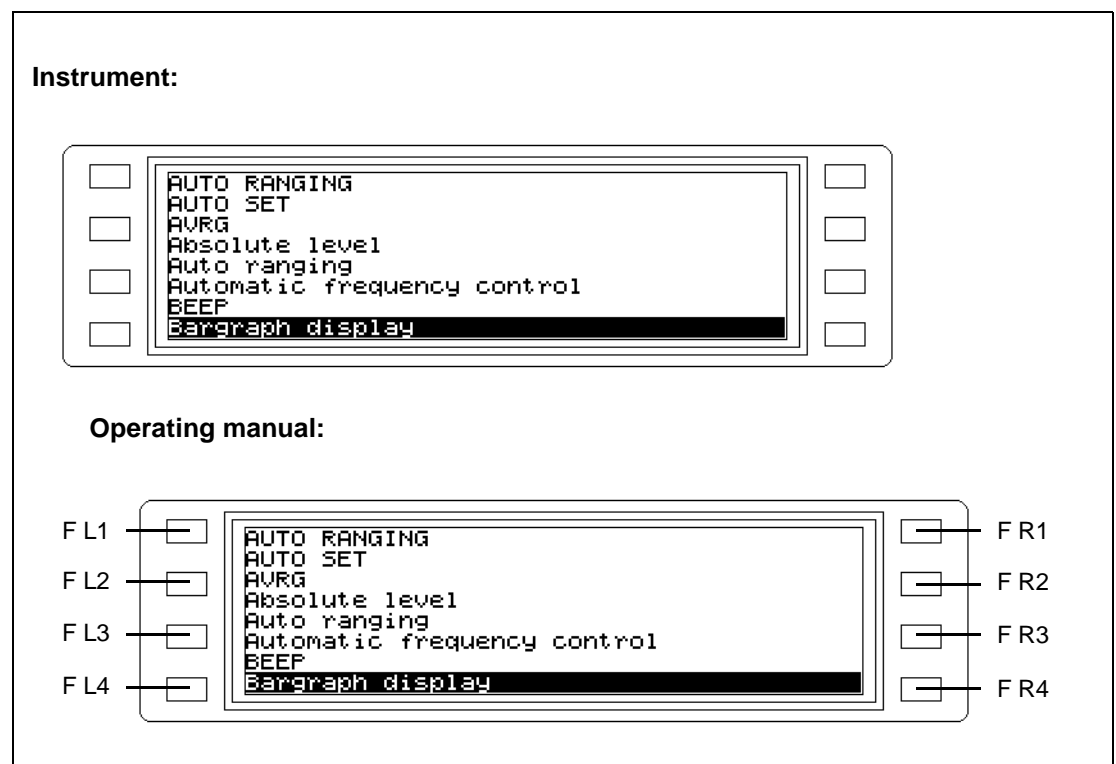 Instrument:
AUTO RANGING
AUTO SET
AVRG
Absolute level
Auto ranging
Automatic frequency control
BEEP
Bargraph display
Operating manual:
F L1
F L2
F L3
F L4
AUTO RANGING
AUTO SET
AVRG
Absolute level
Auto ranging
Automatic frequency control
BEEP
Bargraph display
F R1
F R2
F R3
F R4